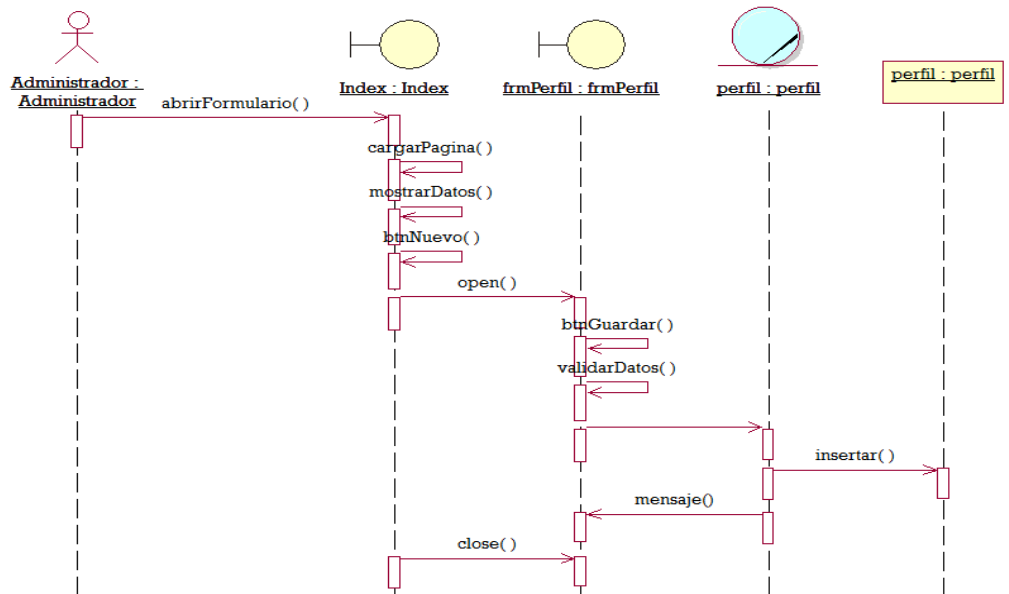 Administrador :
Administrador
Index : Index
frmPerfil : frmPerfil
perfil : perfil
perfil : perfil
abrirFormulario( )
cargarPagina( )
mostrarDatos( )
btnNuevo( )
open( )
btnGuardar( )
validarDatos( )
insertar( )
mensaje()
close( )